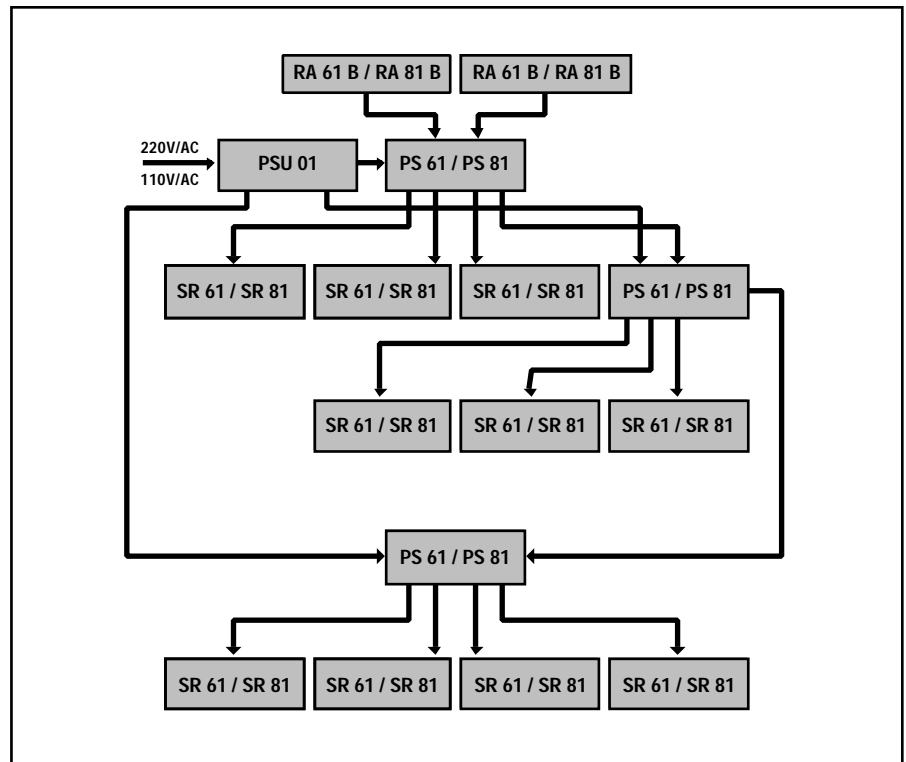 RA 61 B / RA 81 B
RA 61 B / RA 81 B
220V/AC
110V/AC
PSU 01
PS 61 / PS 81
SR 61 / SR 81
SR 61 / SR 81
SR 61 / SR 81
PS 61 / PS 81
SR 61 / SR 81
SR 61 / SR 81
SR 61 / SR 81
PS 61 / PS 81
SR 61 / SR 81
SR 61 / SR 81
SR 61 / SR 81
SR 61 / SR 81